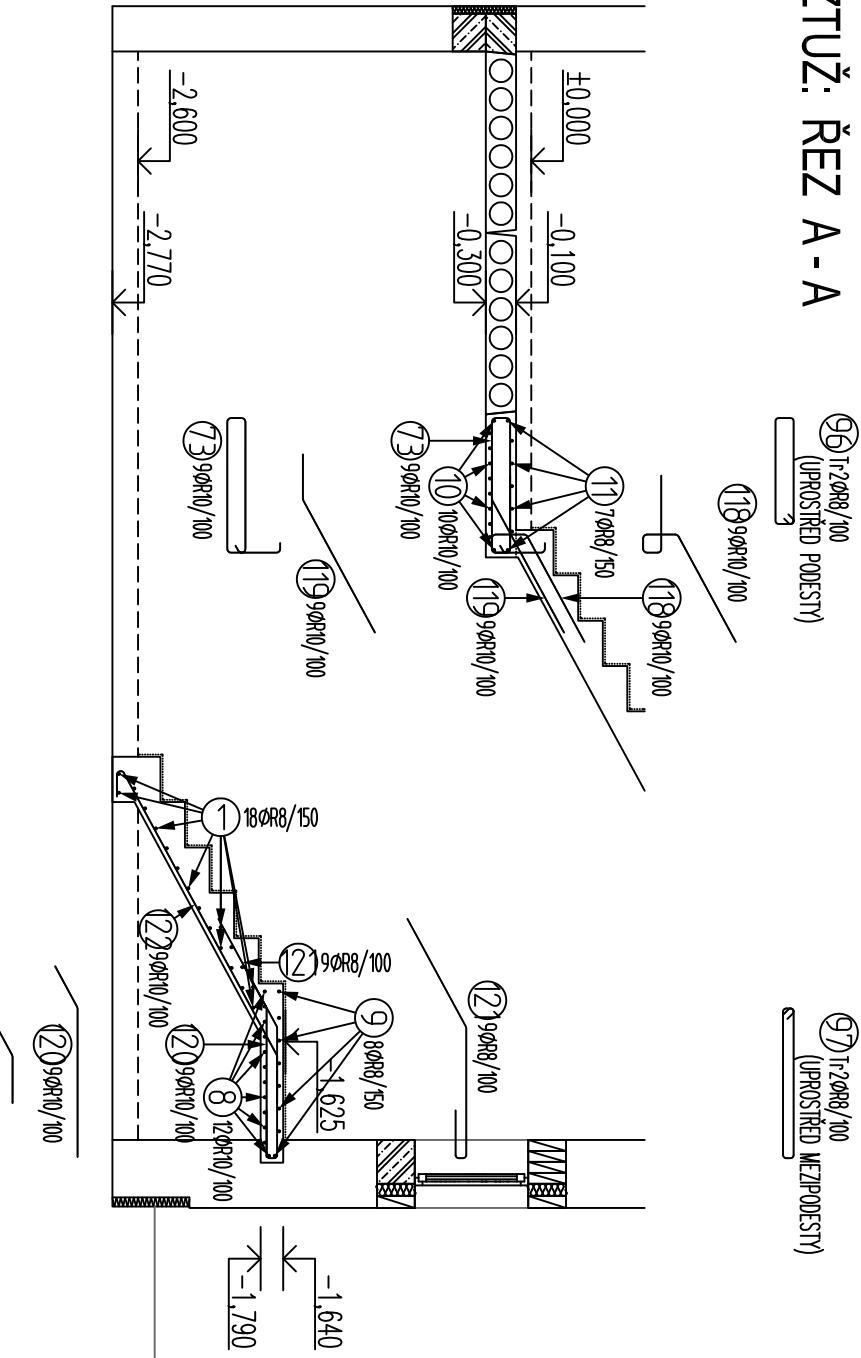 ZTUŽ: ŘEZ A - A
96 Tr2ØR8/100
(UPROSTŘED PODESTY)
97 Tr2ØR8/100
(UPROSTŘED MEZIPODESTY)
118 9ØR10/100
±0,000
-0,100
-0,300
11 7ØR8/150
118 9ØR10/100
119 9ØR10/100
10 10ØR10/100
73 9ØR10/100
121 9ØR8/100
119 9ØR10/100
73 9ØR10/100
-2,600
-2,770
1 18ØR8/150
121 9ØR8/100
9 8ØR8/150
-1,625
122 9ØR10/100
120 9ØR10/100
8 12ØR10/100
-1,640
-1,790
120 9ØR10/100